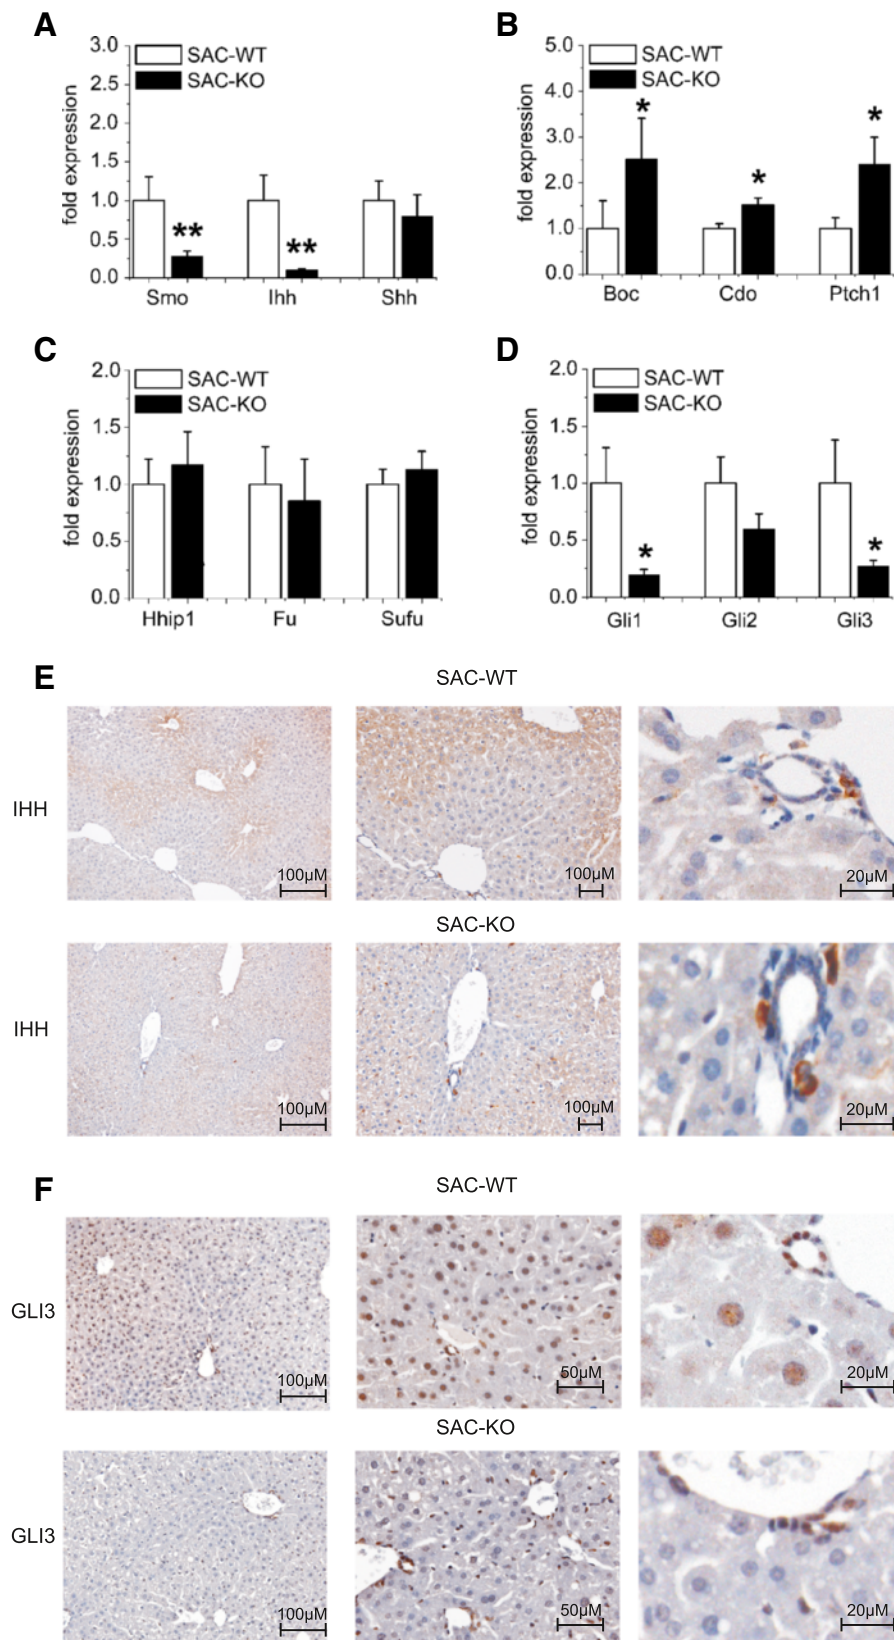 A
3.0
2.5
2.0
1.5
1.0
0.5
0.0
fold expression
SAC-WT
SAC-KO
**
**
Smo Ihh Shh
B
5.0
4.0
3.0
2.0
1.0
0.0
fold expression
SAC-WT
SAC-KO
*
*
*
Boc Cdo Ptch1
C
2.0
1.5
1.0
0.5
0.0
fold expression
SAC-WT
SAC-KO
Hhip1 Fu Sufu
D
2.0
1.5
1.0
0.5
0.0
fold expression
SAC-WT
SAC-KO
*
*
Gli1 Gli2 Gli3
E
SAC-WT
IHH
100µM
100µM
20µM
SAC-KO
IHH
100µM
100µM
20µM
F
SAC-WT
GLI3
100µM
50µM
20µM
SAC-KO
GLI3
100µM
50µM
20µM